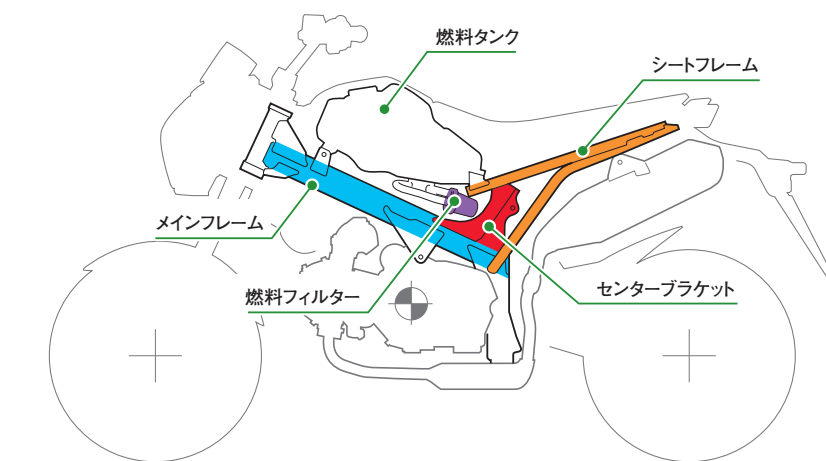 燃料タンク
シートフレーム
メインフレーム
燃料フィルター
センターブラケット